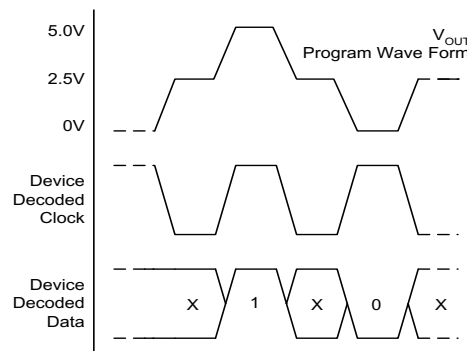 5.0V
V_OUT
Program Wave Form
2.5V
0V
Device
Decoded
Clock
Device
Decoded
Data
X 1 X 0 X